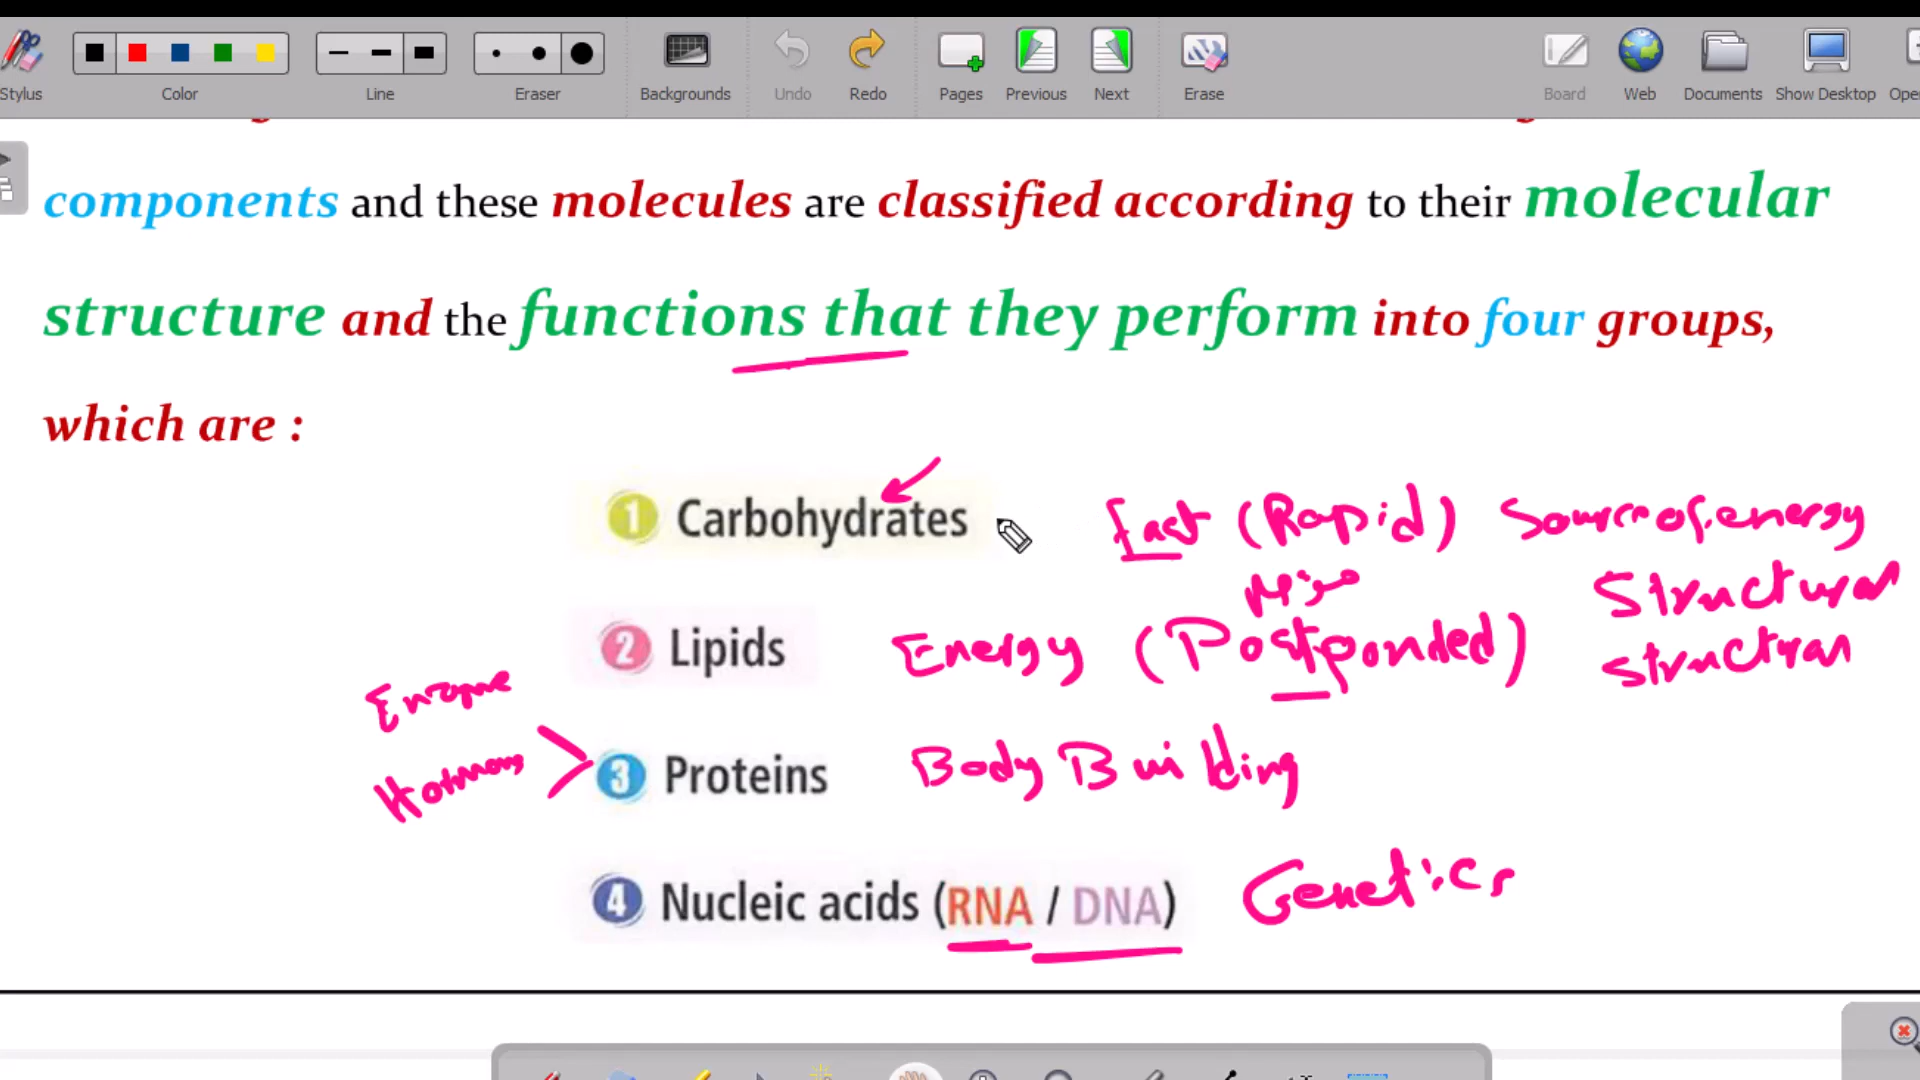 Stylus Color Line Eraser Backgrounds Undo Redo Pages Previous Next Erase Board Web Documents Show Desktop
components and these molecules are classified according to their molecular
structure and the functions that they perform into four groups,
which are :
1 Carbohydrates Fast (Rapid) Source of energy
Structural
2 Lipids Energy (Postponded) Structural
Enzyme
3 Proteins Body Building
Hormons
4 Nucleic acids (RNA / DNA) Genetics